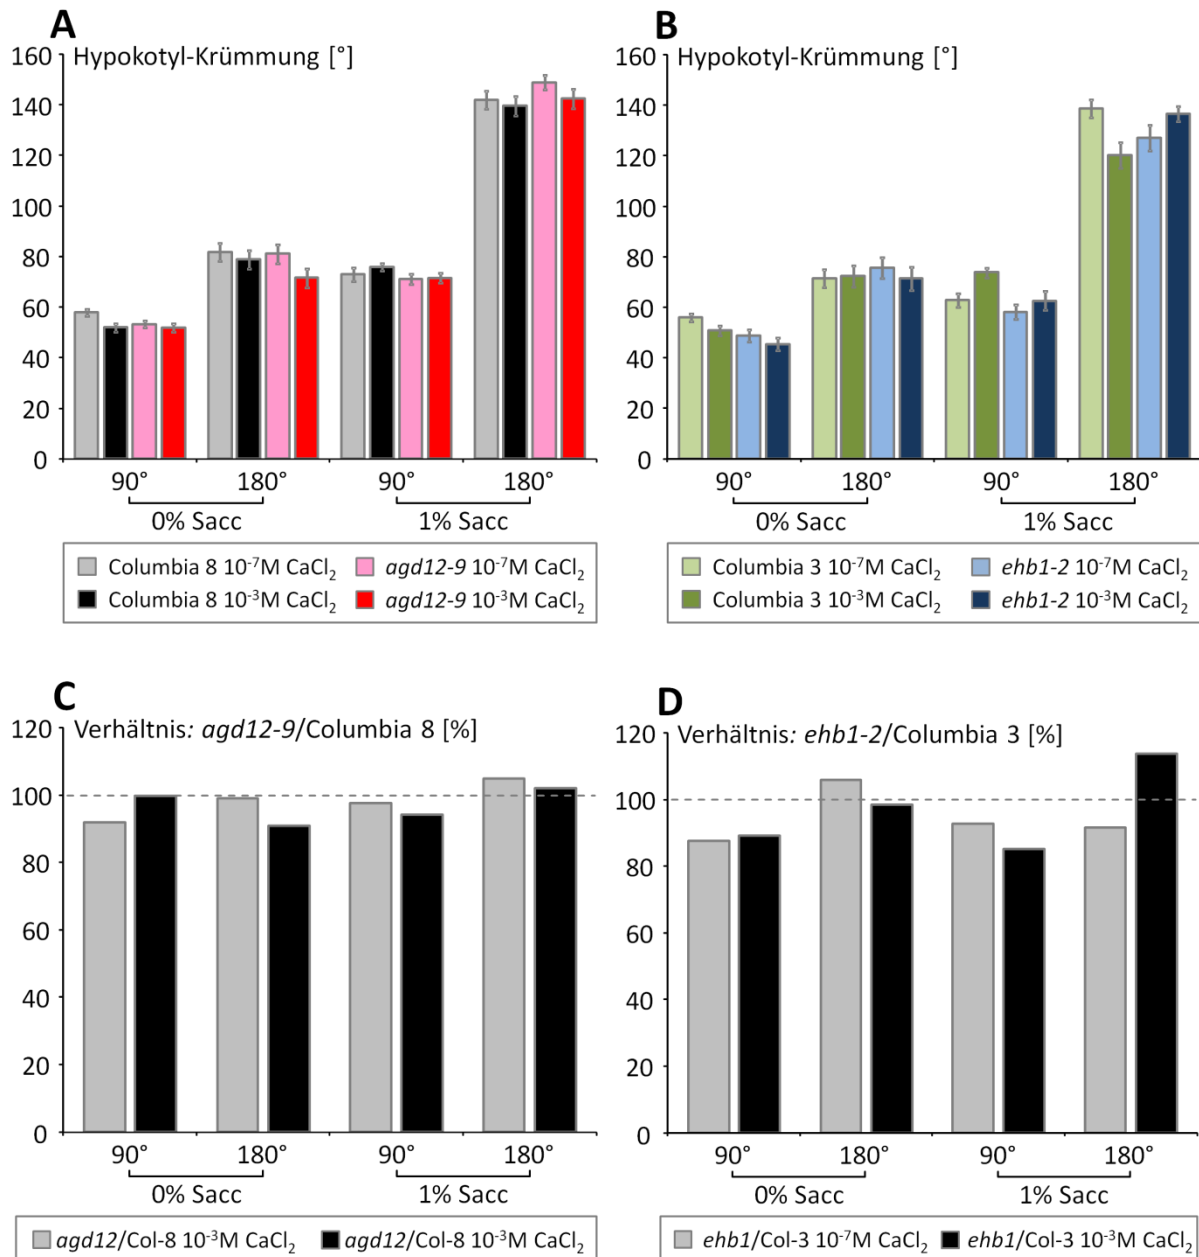 A
Hypokotyl-Krümmung [°]
160
140
120
100
80
60
40
20
0
90° 180° 90° 180°
0% Sacc 1% Sacc
Columbia 8 10⁻⁷M CaCl₂ agd12-9 10⁻⁷M CaCl₂
Columbia 8 10⁻³M CaCl₂ agd12-9 10⁻³M CaCl₂
B
Hypokotyl-Krümmung [°]
160
140
120
100
80
60
40
20
0
90° 180° 90° 180°
0% Sacc 1% Sacc
Columbia 3 10⁻⁷M CaCl₂ ehb1-2 10⁻⁷M CaCl₂
Columbia 3 10⁻³M CaCl₂ ehb1-2 10⁻³M CaCl₂
C
Verhältnis: agd12-9/Columbia 8 [%]
120
100
80
60
40
20
0
90° 180° 90° 180°
0% Sacc 1% Sacc
agd12/Col-8 10⁻³M CaCl₂ agd12/Col-8 10⁻³M CaCl₂
D
Verhältnis: ehb1-2/Columbia 3 [%]
120
100
80
60
40
20
0
90° 180° 90° 180°
0% Sacc 1% Sacc
ehb1/Col-3 10⁻⁷M CaCl₂ ehb1/Col-3 10⁻³M CaCl₂